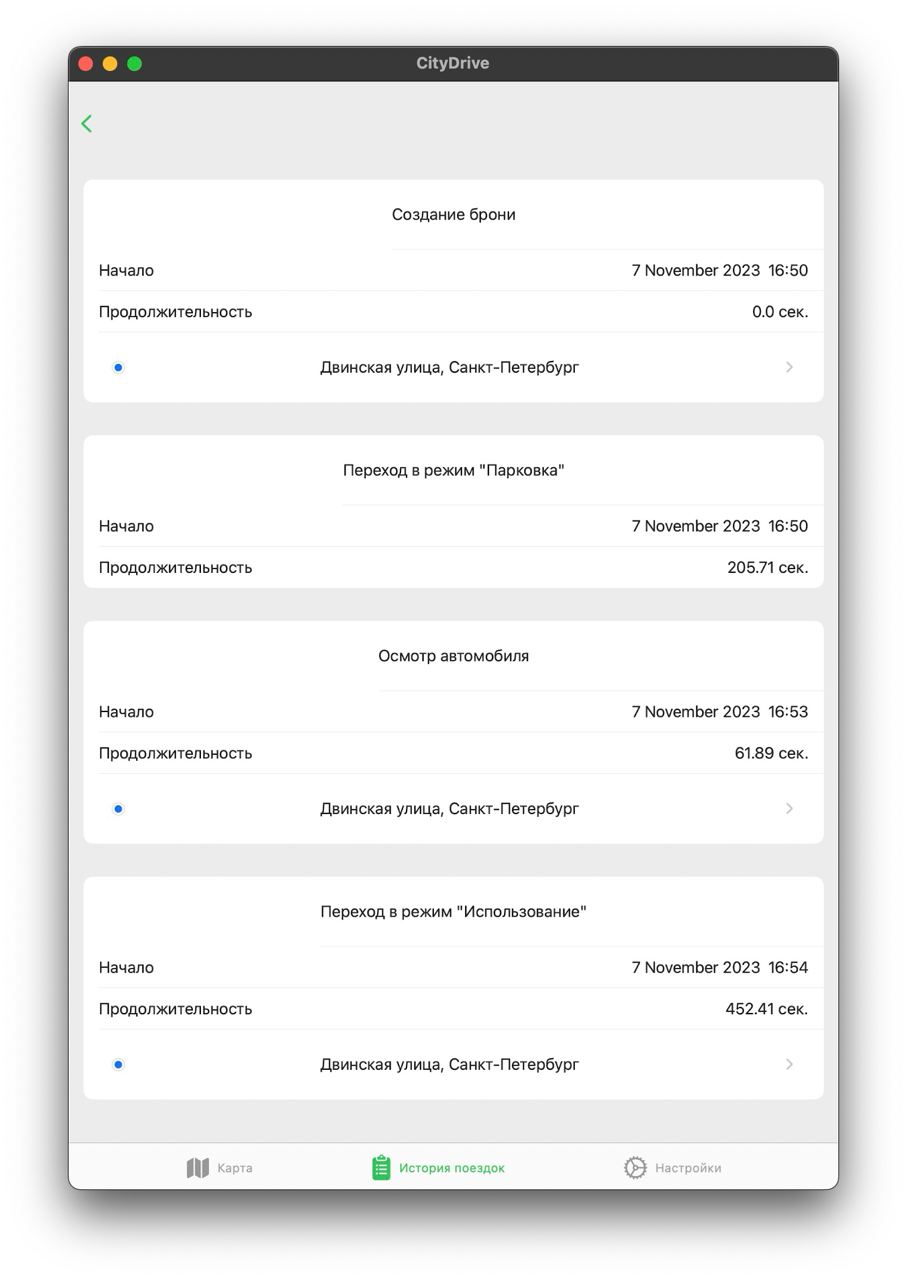 CityDrive
Создание брони
Начало 7 November 2023 16:50
Продолжительность 0.0 сек.
Двинская улица, Санкт-Петербург
Переход в режим "Парковка"
Начало 7 November 2023 16:50
Продолжительность 205.71 сек.
Осмотр автомобиля
Начало 7 November 2023 16:53
Продолжительность 61.89 сек.
Двинская улица, Санкт-Петербург
Переход в режим "Использование"
Начало 7 November 2023 16:54
Продолжительность 452.41 сек.
Двинская улица, Санкт-Петербург
Карта История поездок Настройки